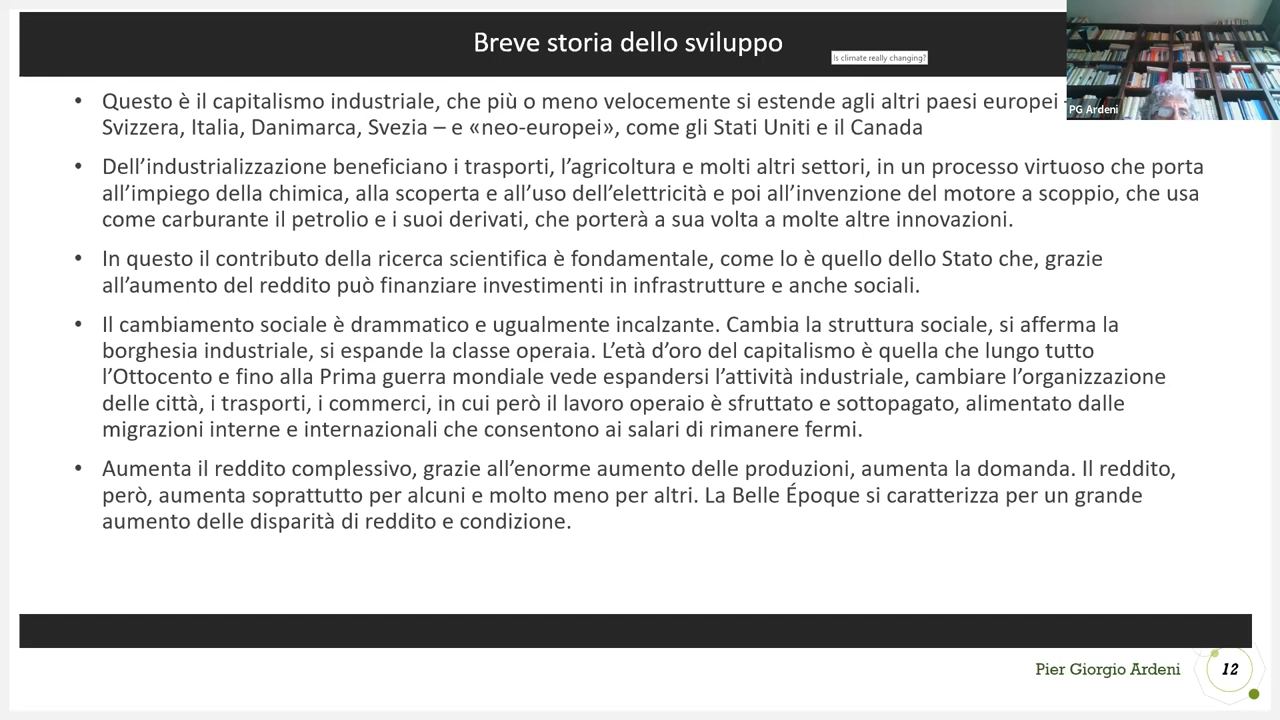 Breve storia dello sviluppo
Is climate really changing?
PG Ardeni
• Questo è il capitalismo industriale, che più o meno velocemente si estende agli altri paesi europei
Svizzera, Italia, Danimarca, Svezia – e «neo-europei», come gli Stati Uniti e il Canada
• Dell’industrializzazione beneficiano i trasporti, l’agricoltura e molti altri settori, in un processo virtuoso che porta
all’impiego della chimica, alla scoperta e all’uso dell’elettricità e poi all’invenzione del motore a scoppio, che usa
come carburante il petrolio e i suoi derivati, che porterà a sua volta a molte altre innovazioni.
• In questo il contributo della ricerca scientifica è fondamentale, come lo è quello dello Stato che, grazie
all’aumento del reddito può finanziare investimenti in infrastrutture e anche sociali.
• Il cambiamento sociale è drammatico e ugualmente incalzante. Cambia la struttura sociale, si afferma la
borghesia industriale, si espande la classe operaia. L’età d’oro del capitalismo è quella che lungo tutto
l’Ottocento e fino alla Prima guerra mondiale vede espandersi l’attività industriale, cambiare l’organizzazione
delle città, i trasporti, i commerci, in cui però il lavoro operaio è sfruttato e sottopagato, alimentato dalle
migrazioni interne e internazionali che consentono ai salari di rimanere fermi.
• Aumenta il reddito complessivo, grazie all’enorme aumento delle produzioni, aumenta la domanda. Il reddito,
però, aumenta soprattutto per alcuni e molto meno per altri. La Belle Époque si caratterizza per un grande
aumento delle disparità di reddito e condizione.
Pier Giorgio Ardeni
12